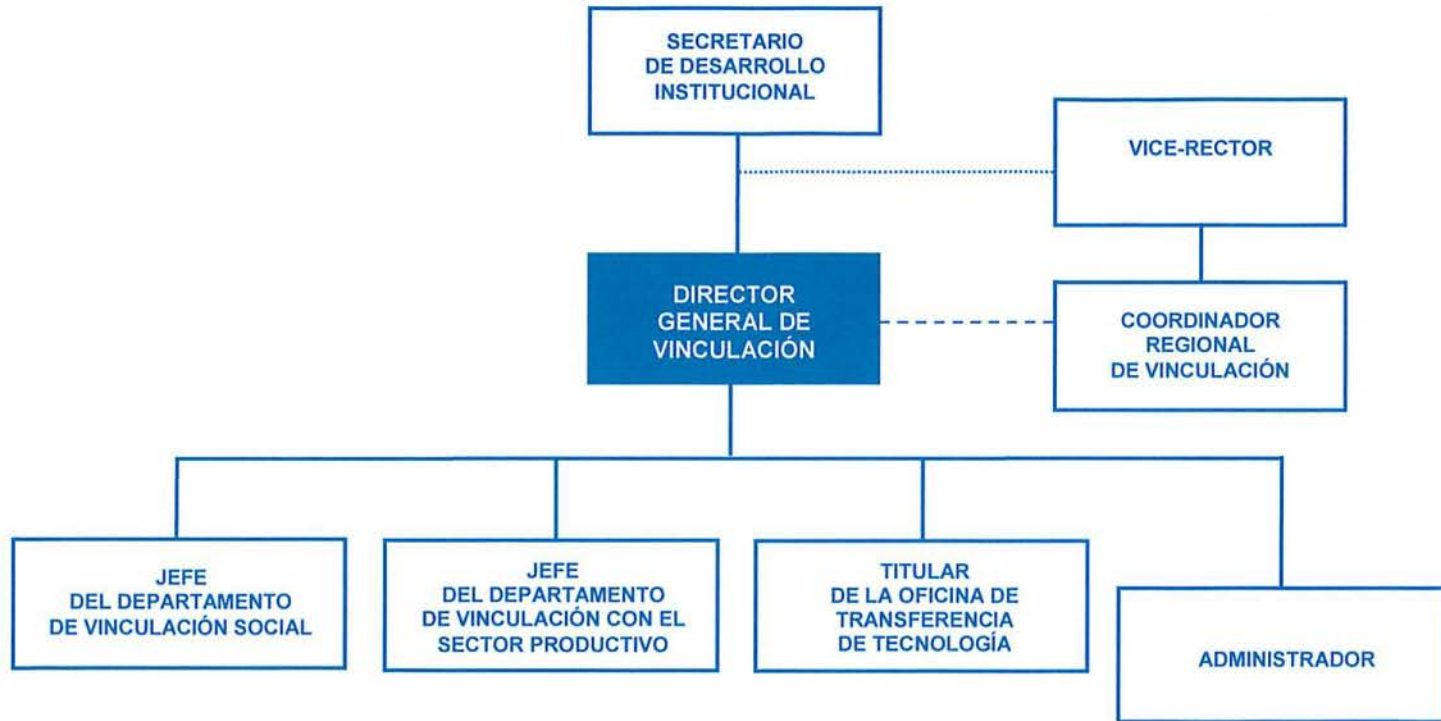 SECRETARIO
DE DESARROLLO
INSTITUCIONAL
VICE-RECTOR
DIRECTOR
GENERAL DE
VINCULACIÓN
COORDINADOR
REGIONAL
DE VINCULACIÓN
JEFE
DEL DEPARTAMENTO
DE VINCULACIÓN SOCIAL
JEFE
DEL DEPARTAMENTO
DE VINCULACIÓN CON EL
SECTOR PRODUCTIVO
TITULAR
DE LA OFICINA DE
TRANSFERENCIA
DE TECNOLOGÍA
ADMINISTRADOR